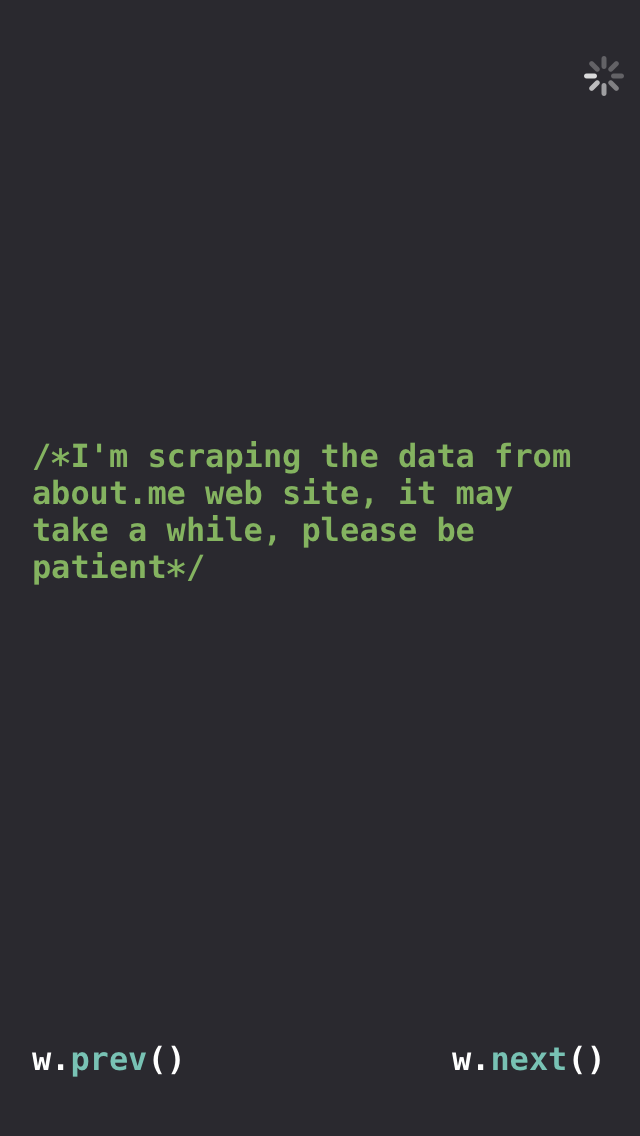 /*I'm scraping the data from
about.me web site, it may
take a while, please be
patient*/
w.prev() w.next()